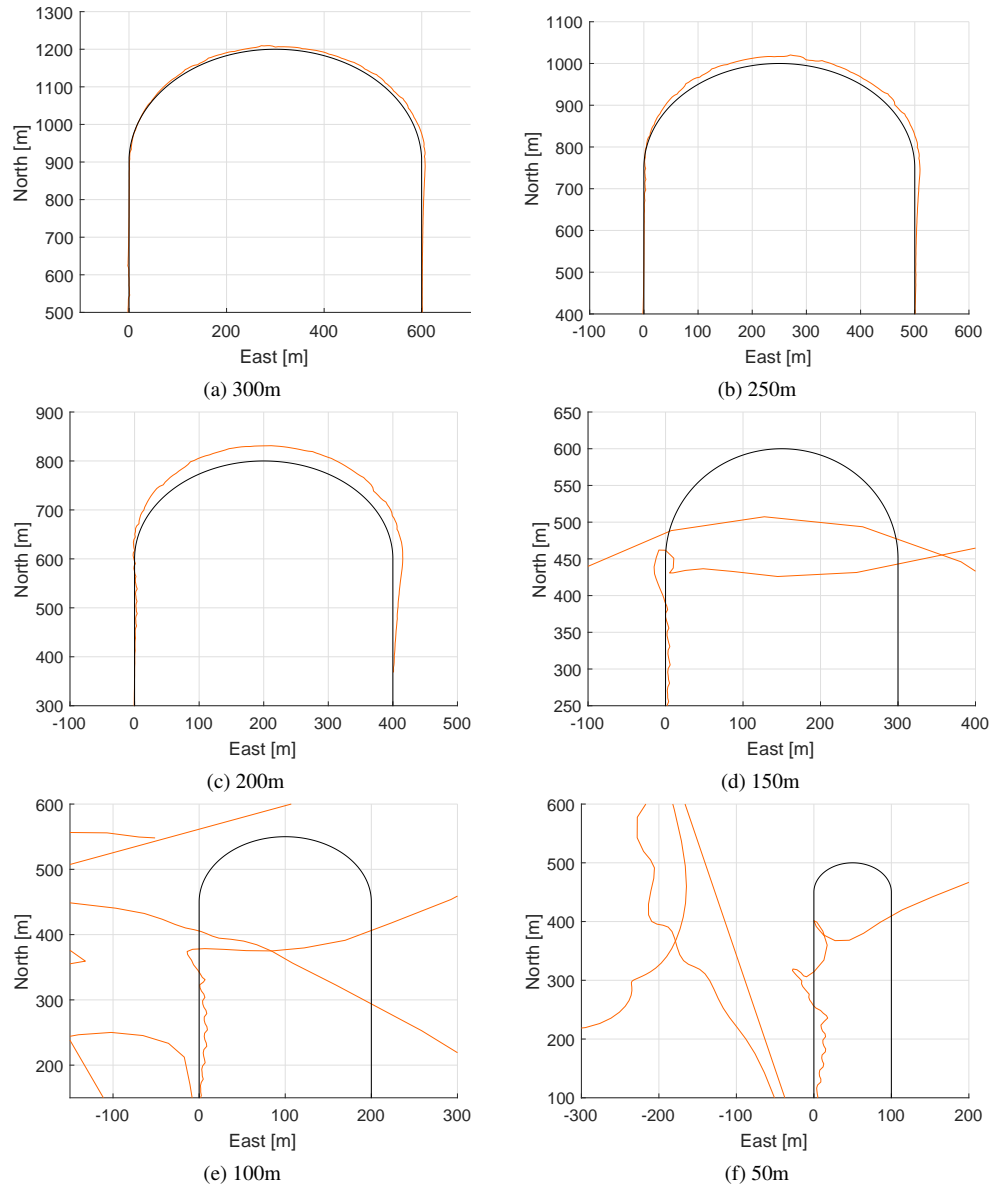 1300
1200
1100
1000
900
800
700
600
500
North [m]
0 200 400 600
East [m]
(a) 300m
1100
1000
900
800
700
600
500
400
North [m]
-100 0 100 200 300 400 500 600
East [m]
(b) 250m
900
800
700
600
500
400
300
North [m]
-100 0 100 200 300 400 500
East [m]
(c) 200m
650
600
550
500
450
400
350
300
250
North [m]
-100 0 100 200 300 400
East [m]
(d) 150m
600
500
400
300
200
North [m]
-100 0 100 200 300
East [m]
(e) 100m
600
500
400
300
200
100
North [m]
-300 -200 -100 0 100 200
East [m]
(f) 50m